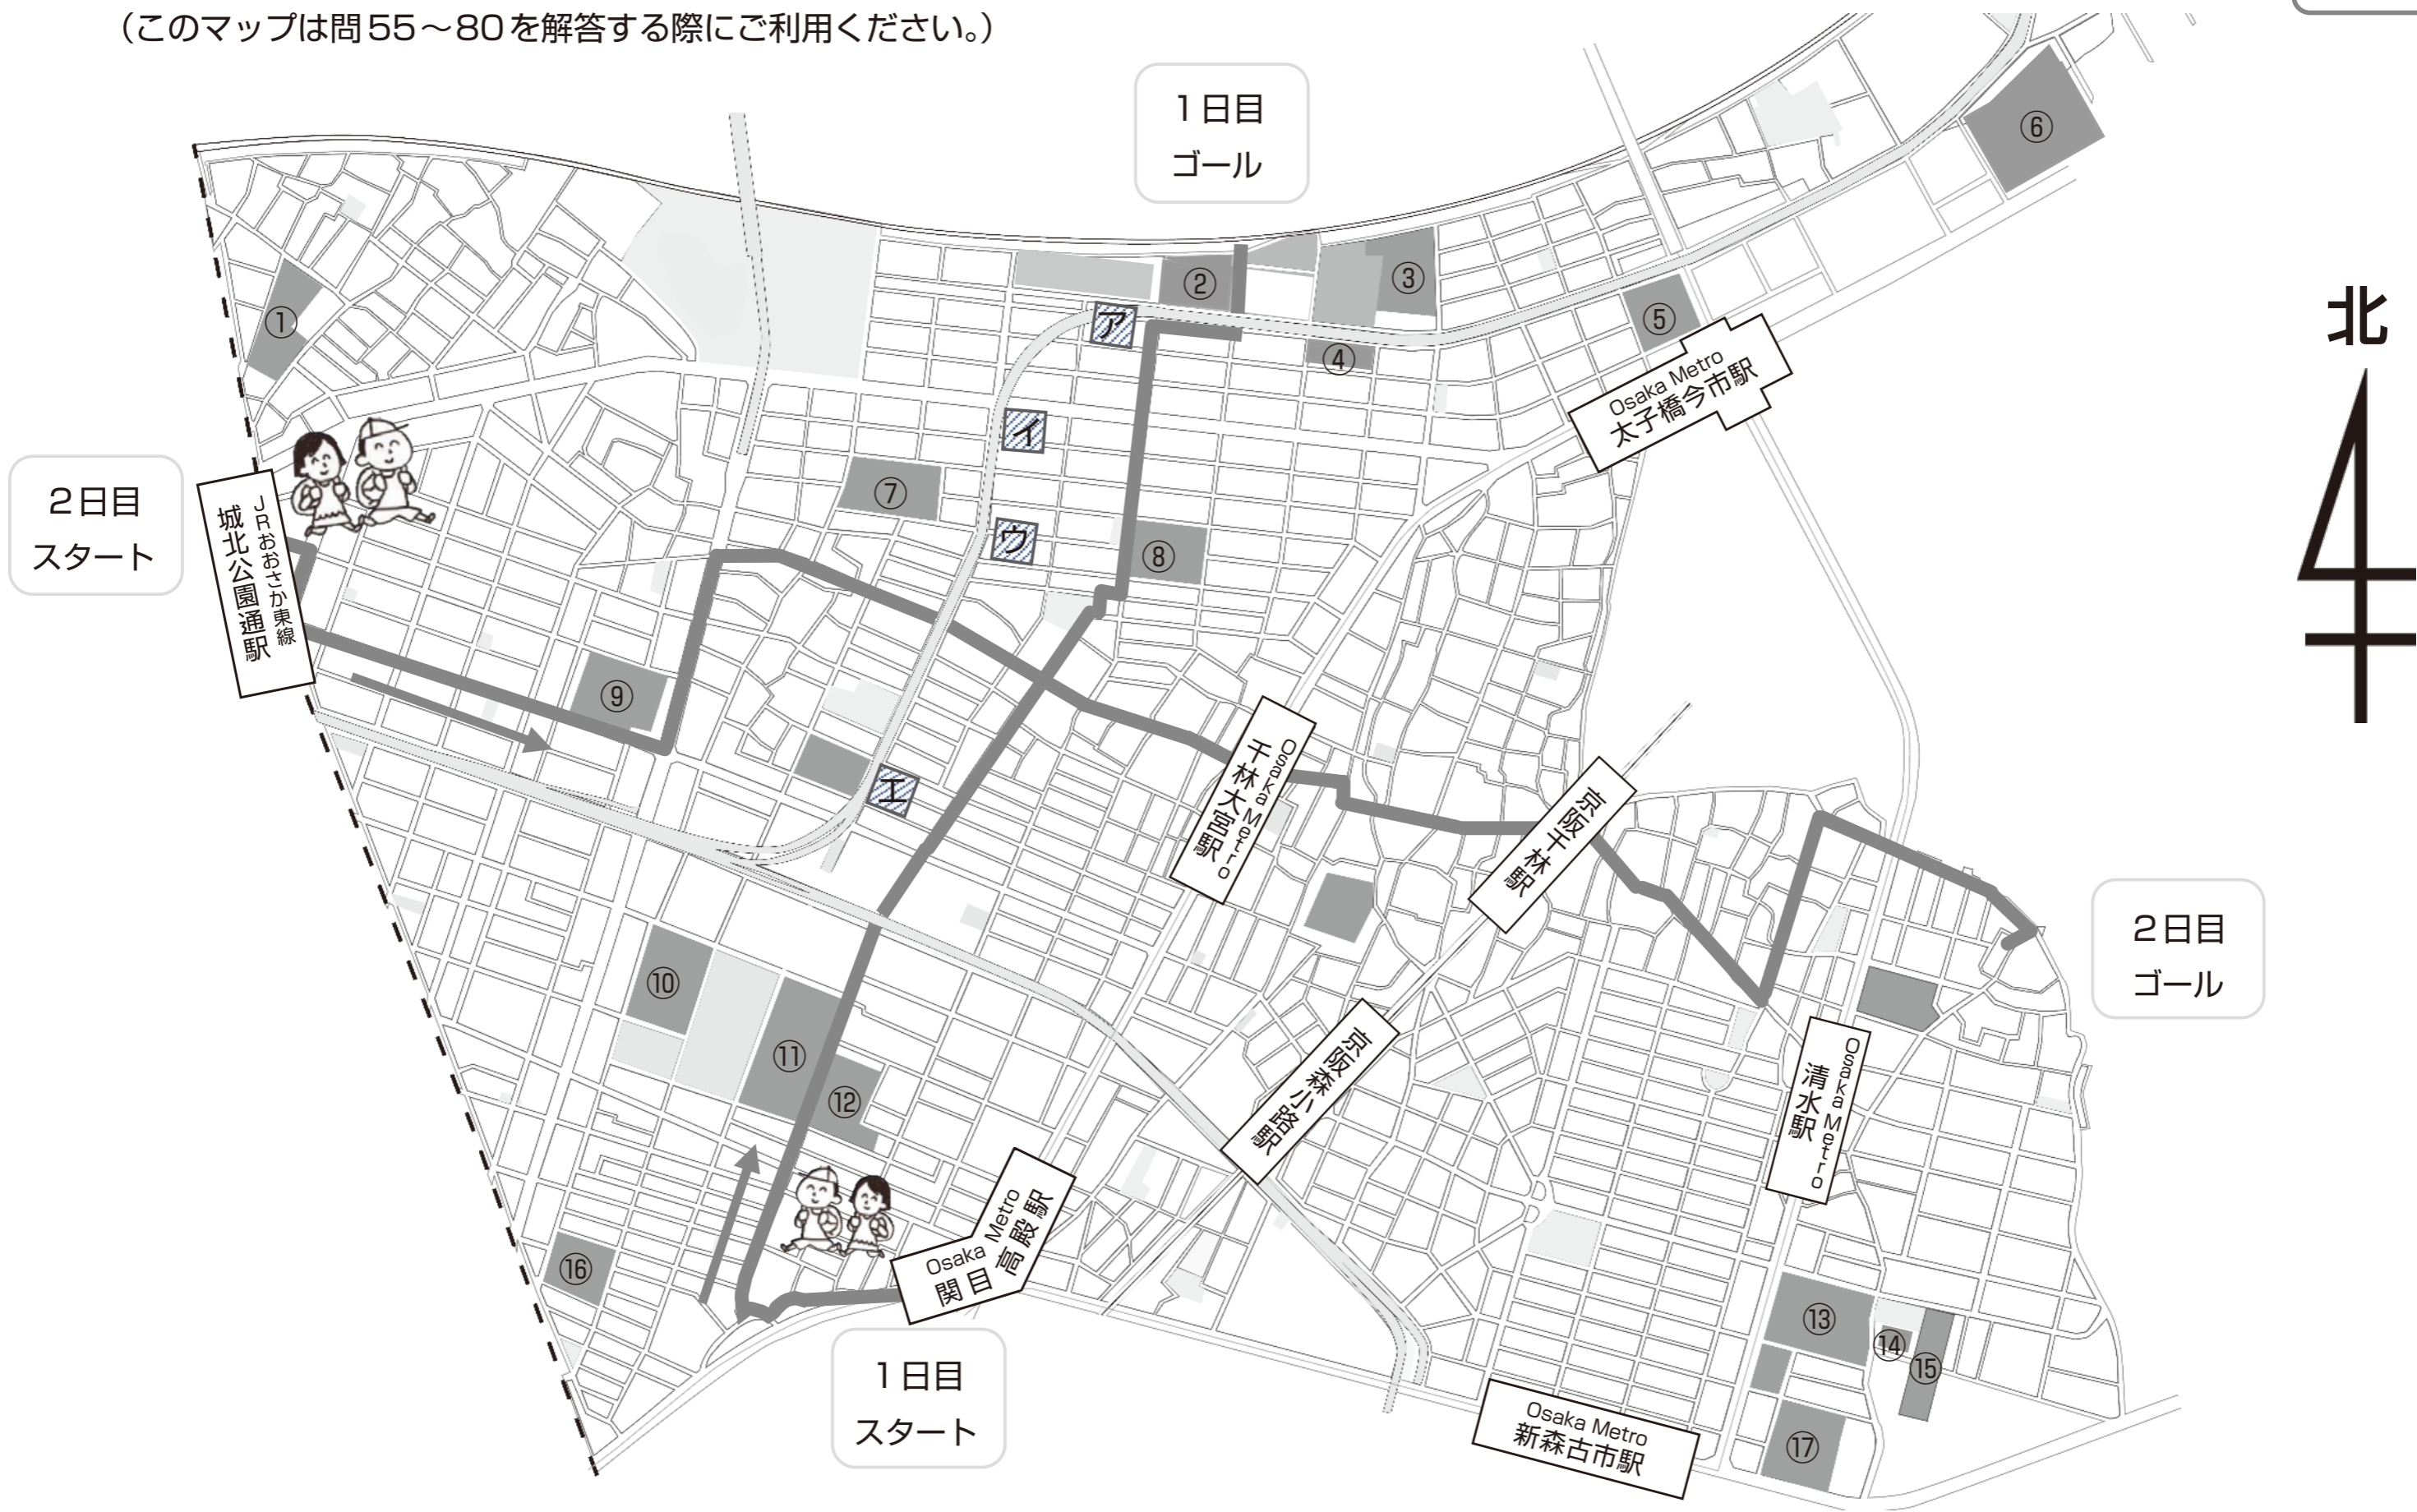 （このマップは問55～80を解答する際にご利用ください。）
1日目
ゴール
北
⑥
②
③
①
ア
⑤
④
Osaka Metro
太子橋今市駅
イ
2日目
スタート
JRおおさか東線
城北公園通駅
⑦
ウ
⑧
⑨
エ
Osaka Metro
千林大宮駅
京阪千林駅
2日目
ゴール
⑩
⑪
⑫
京阪森小路駅
Osaka Metro
清水駅
Osaka Metro
関目高殿駅
⑯
⑬
⑭
⑮
1日目
スタート
Osaka Metro
新森古市駅
⑰